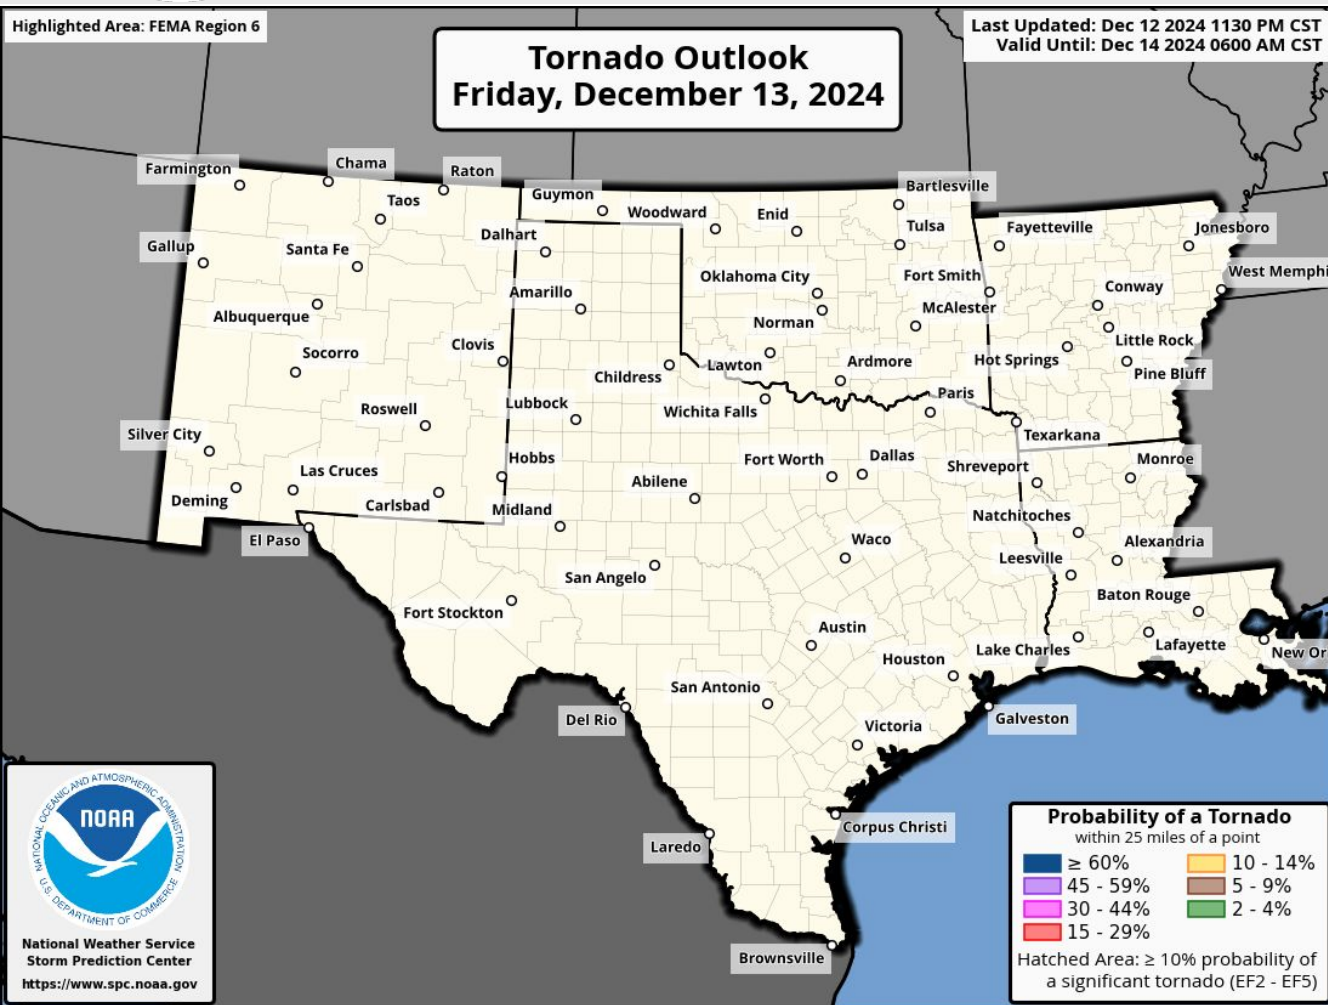 Highlighted Area: FEMA Region 6
Last Updated: Dec 12 2024 1130 PM CST
Valid Until: Dec 14 2024 0600 AM CST
Tornado Outlook
Friday, December 13, 2024
Farmington
Chama
Raton
Taos
Guymon
Woodward
Enid
Bartlesville
Tulsa
Fayetteville
Jonesboro
Gallup
Santa Fe
Dalhart
Oklahoma City
Fort Smith
West Memphi
Amarillo
Conway
Albuquerque
Norman
McAlester
Little Rock
Socorro
Clovis
Childress
Lawton
Ardmore
Hot Springs
Pine Bluff
Roswell
Lubbock
Wichita Falls
Paris
Texarkana
Silver City
Las Cruces
Hobbs
Abilene
Fort Worth
Dallas
Shreveport
Monroe
Deming
Carlsbad
Midland
Natchitoches
El Paso
Waco
Leesville
Alexandria
San Angelo
Baton Rouge
Fort Stockton
Austin
Lake Charles
Lafayette
New Or
Houston
San Antonio
Del Rio
Victoria
Galveston
Corpus Christi
Laredo
Brownsville
NATIONAL OCEANIC AND ATMOSPHERIC ADMINISTRATION
NOAA
U.S. DEPARTMENT OF COMMERCE
National Weather Service
Storm Prediction Center
https://www.spc.noaa.gov
Probability of a Tornado
within 25 miles of a point
≥ 60% 10 - 14%
45 - 59% 5 - 9%
30 - 44% 2 - 4%
15 - 29%
Hatched Area: ≥ 10% probability of
a significant tornado (EF2 - EF5)